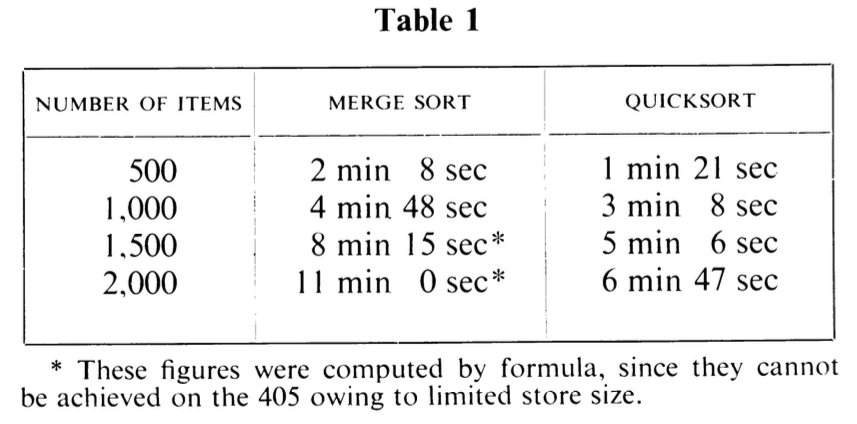 Table 1
NUMBER OF ITEMS MERGE SORT QUICKSORT
500 2 min 8 sec 1 min 21 sec
1,000 4 min 48 sec 3 min 8 sec
1,500 8 min 15 sec* 5 min 6 sec
2,000 11 min 0 sec* 6 min 47 sec
* These figures were computed by formula, since they cannot
be achieved on the 405 owing to limited store size.